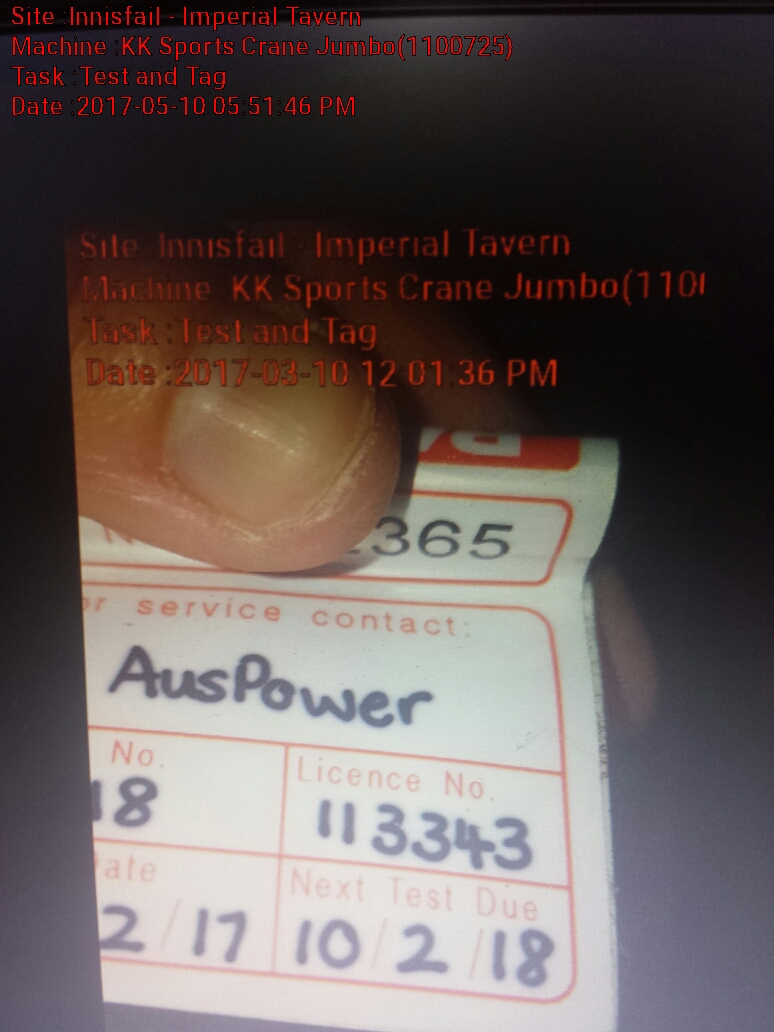 Site :Innisfail - Imperial Tavern
Machine :KK Sports Crane Jumbo(1100725)
Task :Test and Tag
Date :2017-05-10 05:51:46 PM
Site Innisfail - Imperial Tavern
Machine KK Sports Crane Jumbo(110
Task :Test and Tag
Date :2017-03-10 12 01:36 PM
365
or service contact:
AusPower
No. Licence No.
18 113343
ate Next Test Due
2/17 10/2/18